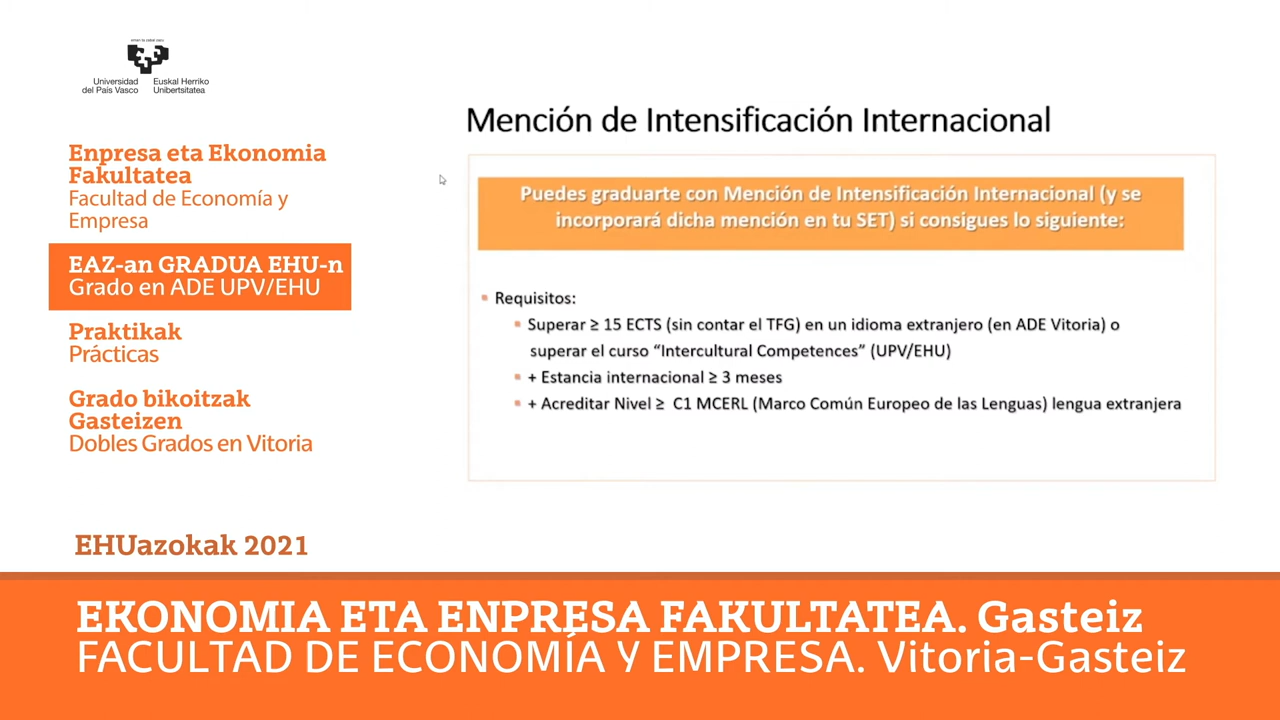 Universidad
del País Vasco
Euskal Herriko
Unibertsitatea
Enpresa eta Ekonomia
Fakultatea
Facultad de Economía y
Empresa
EAZ-an GRADUA EHU-n
Grado en ADE UPV/EHU
Praktikak
Prácticas
Grado bikoitzak
Gasteizen
Dobles Grados en Vitoria
EHUazokak 2021
Mención de Intensificación Internacional
Puedes graduarte con Mención de Intensificación Internacional (y se
incorporará dicha mención en tu SET) si consigues lo siguiente:
Requisitos:
Superar ≥ 15 ECTS (sin contar el TFG) en un idioma extranjero (en ADE Vitoria) o
superar el curso “Intercultural Competences” (UPV/EHU)
+ Estancia internacional ≥ 3 meses
+ Acreditar Nivel ≥ C1 MCERL (Marco Común Europeo de las Lenguas) lengua extranjera
EKONOMIA ETA ENPRESA FAKULTATEA. Gasteiz
FACULTAD DE ECONOMÍA Y EMPRESA. Vitoria-Gasteiz